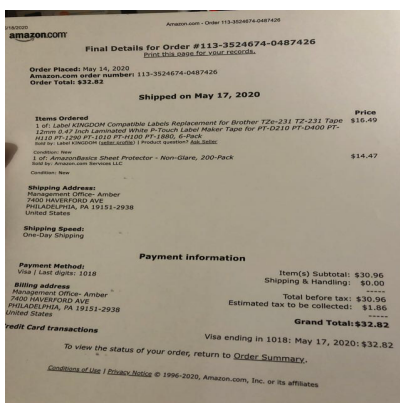 /18/2020
Amazon.com - Order 113-3524674-0487426
amazon.com
Final Details for Order #113-3524674-0487426
Print this page for your records.
Order Placed: May 14, 2020
Amazon.com order number: 113-3524674-0487426
Order Total: $32.82
Shipped on May 17, 2020
Items Ordered Price
1 of: Label KINGDOM Compatible Labels Replacement for Brother TZe-231 TZ-231 Tape $16.49
12mm 0.47 Inch Laminated White P-Touch Label Maker Tape for PT-D210 PT-D400 PT-
H110 PT-1290 PT-1010 PT-H100 PT-1880, 6-Pack
Sold by: Label KINGDOM (seller profile) | Product question? Ask Seller
Condition: New
1 of: AmazonBasics Sheet Protector - Non-Glare, 200-Pack $14.47
Sold by: Amazon.com Services LLC
Condition: New
Shipping Address:
Management Office- Amber
7400 HAVERFORD AVE
PHILADELPHIA, PA 19151-2938
United States
Shipping Speed:
One-Day Shipping
Payment information
Payment Method:
Visa | Last digits: 1018
Billing address
Management Office- Amber
7400 HAVERFORD AVE
PHILADELPHIA, PA 19151-2938
United States
Item(s) Subtotal: $30.96
Shipping & Handling: $0.00
-----
Total before tax: $30.96
Estimated tax to be collected: $1.86
-----
Grand Total: $32.82
Credit Card transactions
Visa ending in 1018: May 17, 2020: $32.82
To view the status of your order, return to Order Summary.
Conditions of Use | Privacy Notice © 1996-2020, Amazon.com, Inc. or its affiliates